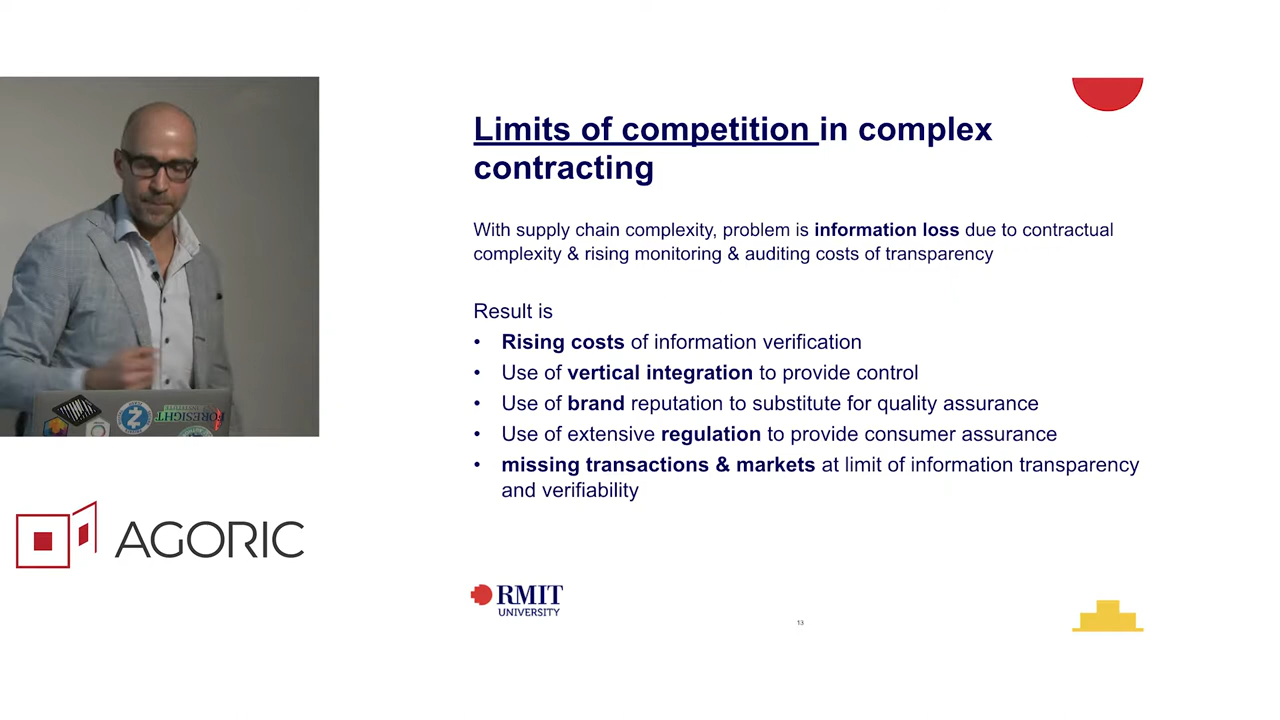 Limits of competition in complex
contracting
With supply chain complexity, problem is information loss due to contractual
complexity & rising monitoring & auditing costs of transparency
Result is
• Rising costs of information verification
• Use of vertical integration to provide control
• Use of brand reputation to substitute for quality assurance
• Use of extensive regulation to provide consumer assurance
• missing transactions & markets at limit of information transparency
and verifiability
FORESIGHT
AGORIC
RMIT
UNIVERSITY
13